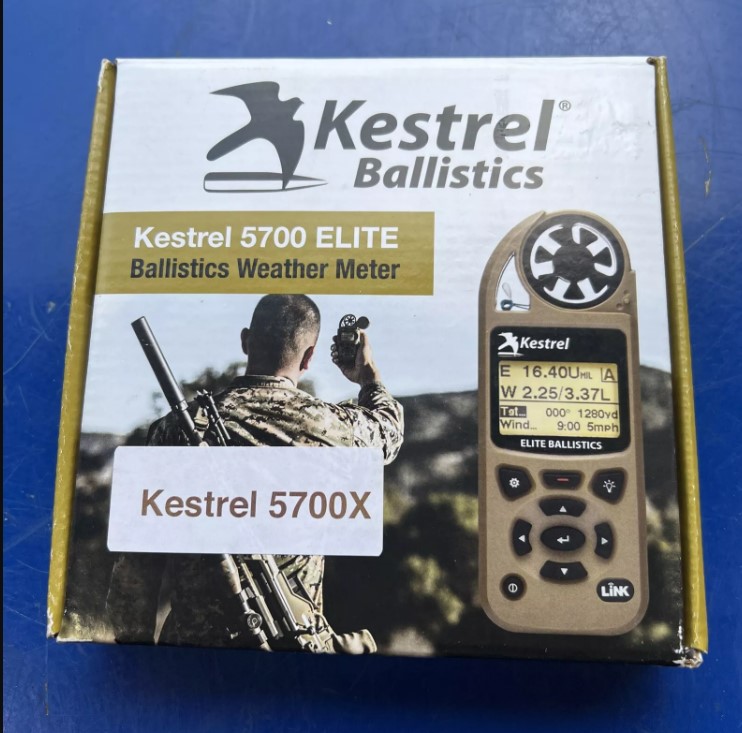 Kestrel®
Ballistics
Kestrel 5700 ELITE
Ballistics Weather Meter
Kestrel
E 16.40UMIL A
W 2.25/3.37L
Tgt... 000° 1280yd
Wind... 9:00 5mph
ELITE BALLISTICS
Kestrel 5700X
LiNK